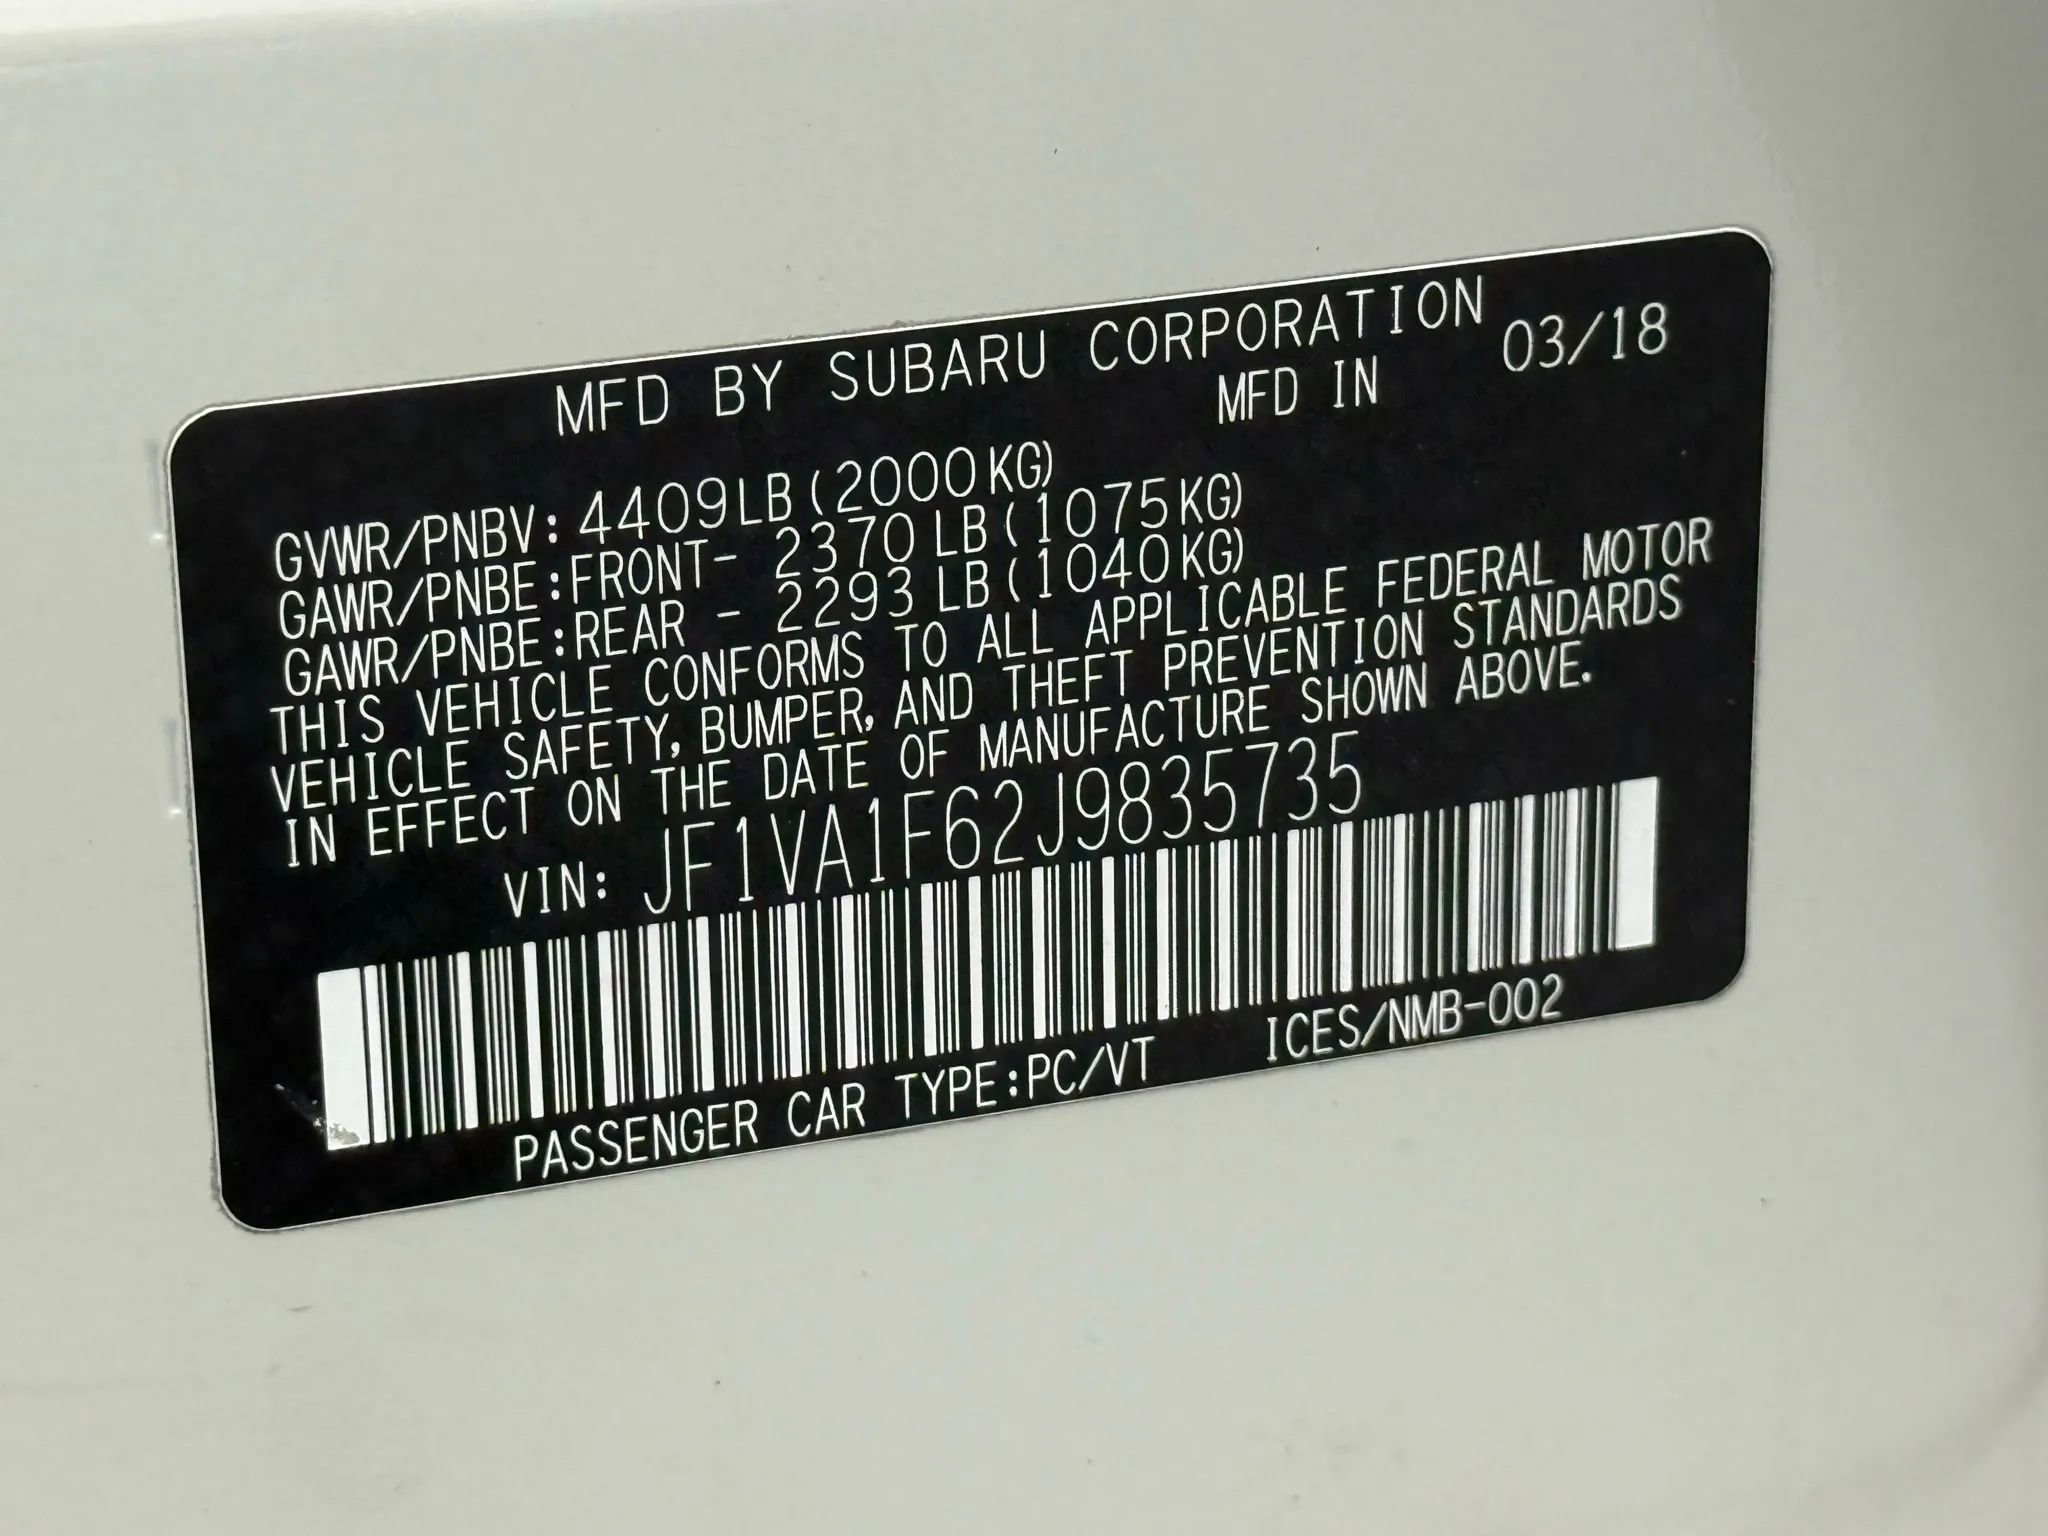 MFD BY SUBARU CORPORATION
MFD IN 03/18
GVWR/PNBV: 4409LB (2000KG)
GAWR/PNBE:FRONT- 2370 LB (1075KG)
GAWR/PNBE:REAR - 2293 LB (1040KG)
THIS VEHICLE CONFORMS TO ALL APPLICABLE FEDERAL MOTOR
VEHICLE SAFETY, BUMPER, AND THEFT PREVENTION STANDARDS
IN EFFECT ON THE DATE OF MANUFACTURE SHOWN ABOVE.
VIN: JF1VA1F62J9835735
PASSENGER CAR TYPE:PC/VT ICES/NMB-002